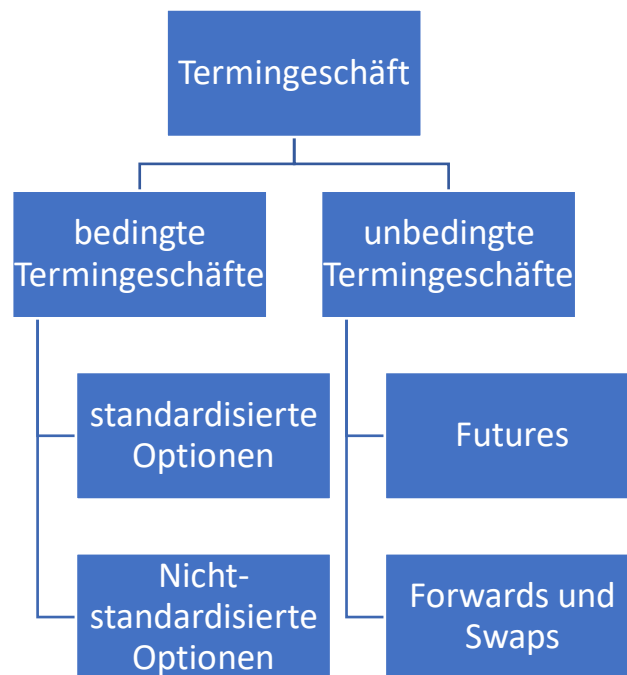 Termingeschäft
bedingte
Termingeschäfte
unbedingte
Termingeschäfte
standardisierte
Optionen
Futures
Nicht-
standardisierte
Optionen
Forwards und
Swaps